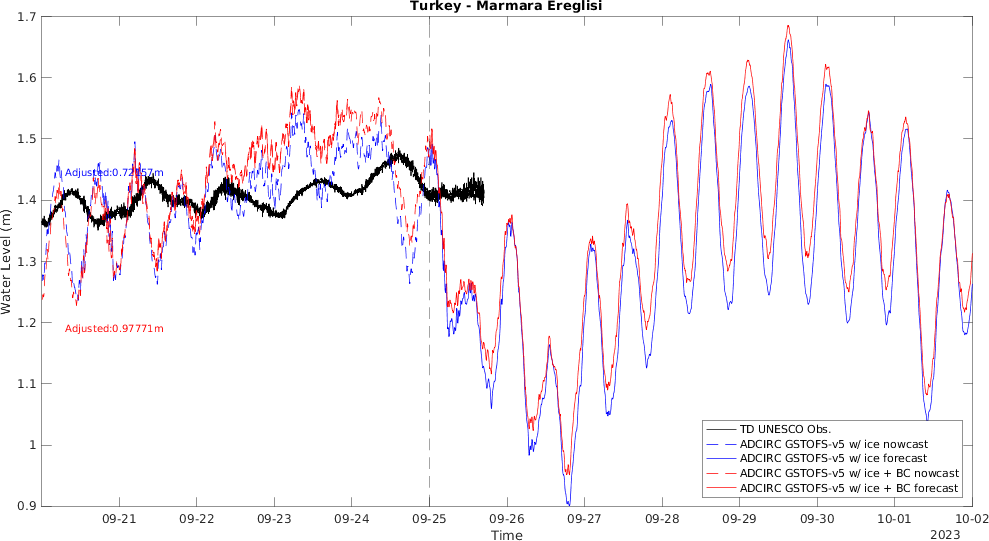 Turkey - Marmara Ereglisi
1.7
1.6
1.5
1.4
1.3
1.2
1.1
1
0.9
Water Level (m)
Adjusted:0.72157m
Adjusted:0.97771m
TD UNESCO Obs.
ADCIRC GSTOFS-v5 w/ ice nowcast
ADCIRC GSTOFS-v5 w/ ice forecast
ADCIRC GSTOFS-v5 w/ ice + BC nowcast
ADCIRC GSTOFS-v5 w/ ice + BC forecast
09-21 09-22 09-23 09-24 09-25 09-26 09-27 09-28 09-29 09-30 10-01 10-02
Time
2023